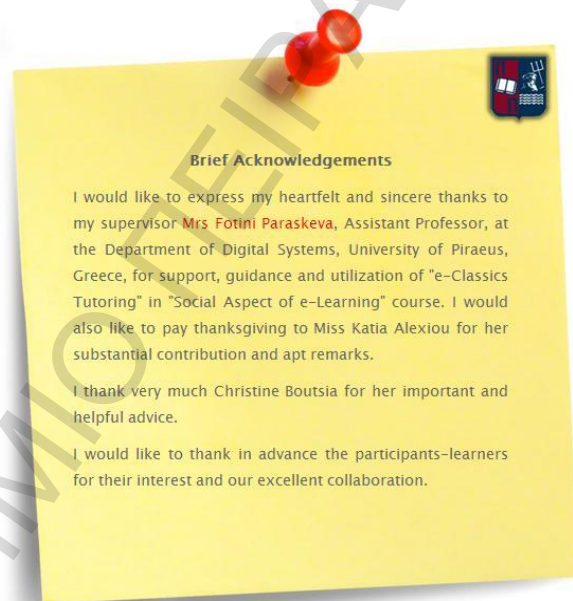 Brief Acknowledgements
I would like to express my heartfelt and sincere thanks to
my supervisor Mrs Fotini Paraskeva, Assistant Professor, at
the Department of Digital Systems, University of Piraeus,
Greece, for support, guidance and utilization of "e-Classics
Tutoring" in "Social Aspect of e-Learning" course. I would
also like to pay thanksgiving to Miss Katia Alexiou for her
substantial contribution and apt remarks.
I thank very much Christine Boutsia for her important and
helpful advice.
I would like to thank in advance the participants-learners
for their interest and our excellent collaboration.